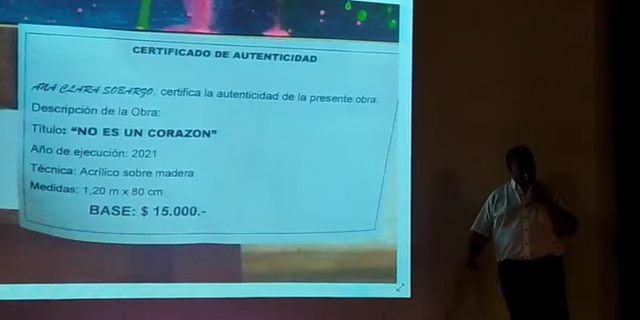 CERTIFICADO DE AUTENTICIDAD
ANA CLARA SOBARZO, certifica la autenticidad de la presente obra.
Descripción de la Obra:
Título: "NO ES UN CORAZON"
Año de ejecución: 2021
Técnica: Acrílico sobre madera
Medidas: 1,20 m x 80 cm
BASE: $ 15.000.-